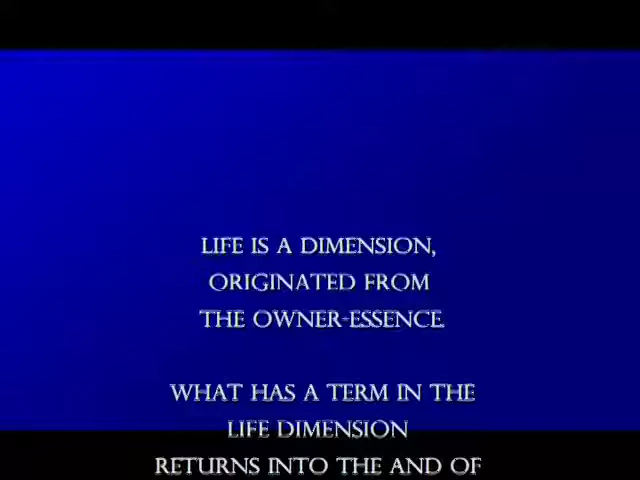 LIFE IS A DIMENSION,
ORIGINATED FROM
THE OWNER-ESSENCE.
WHAT HAS A TERM IN THE
LIFE DIMENSION
RETURNS INTO THE AND OF